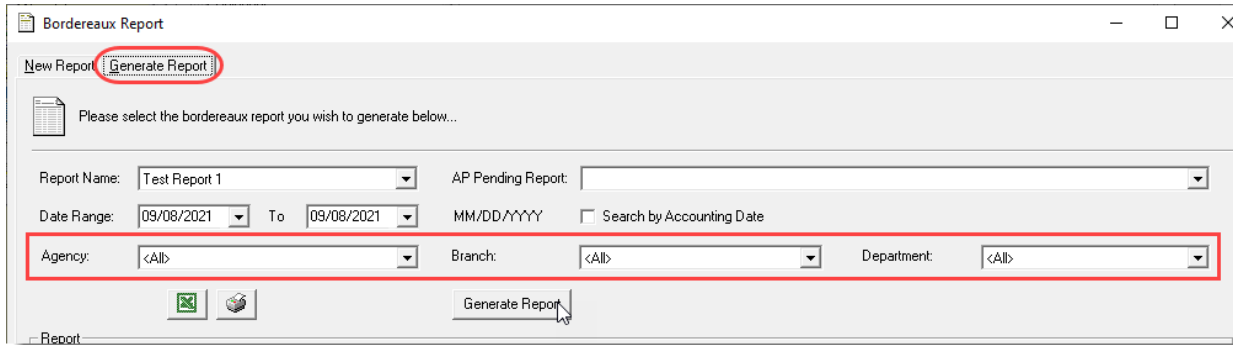 Bordereaux Report
New Report Generate Report
Please select the bordereaux report you wish to generate below...
Report Name: Test Report 1 AP Pending Report:
Date Range: 09/08/2021 To 09/08/2021 MM/DD/YYYY Search by Accounting Date
Agency: <All> Branch: <All> Department: <All>
Generate Report
Report